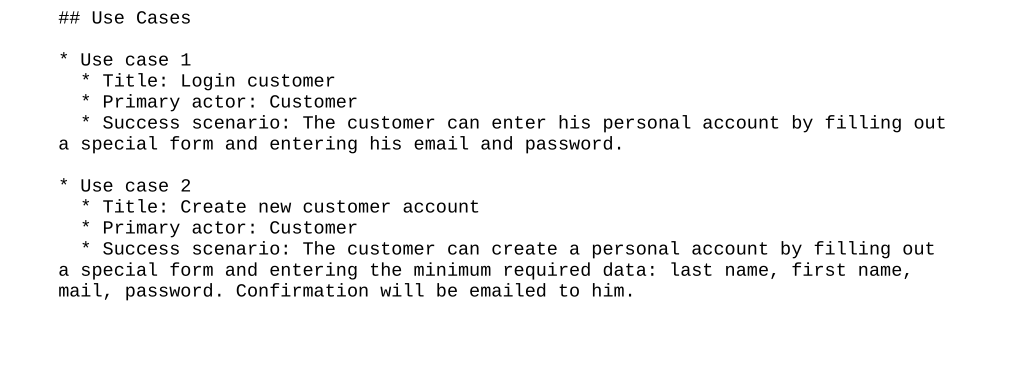 ## Use Cases
* Use case 1
* Title: Login customer
* Primary actor: Customer
* Success scenario: The customer can enter his personal account by filling out
a special form and entering his email and password.
* Use case 2
* Title: Create new customer account
* Primary actor: Customer
* Success scenario: The customer can create a personal account by filling out
a special form and entering the minimum required data: last name, first name,
mail, password. Confirmation will be emailed to him.